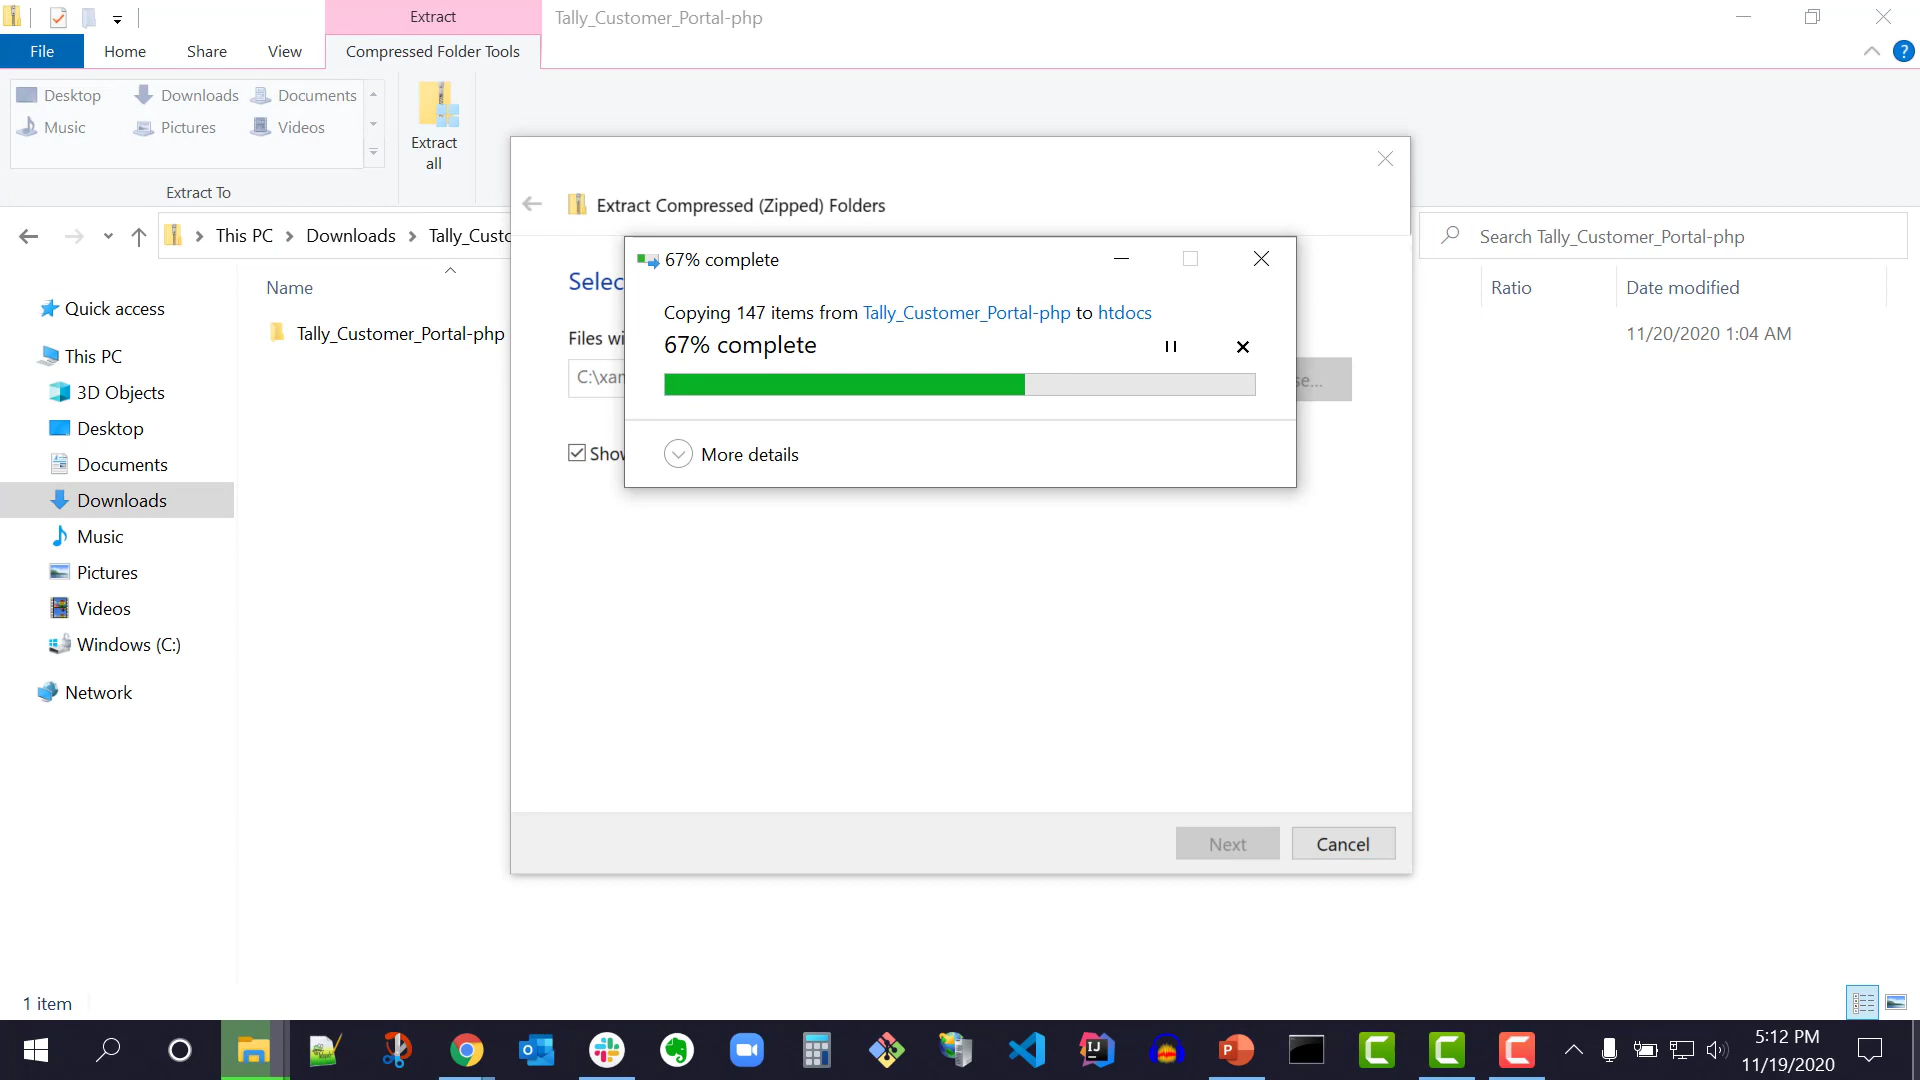 Extract
Tally_Customer_Portal-php
File
Home
Share
View
Compressed Folder Tools
Desktop
Downloads
Documents
Music
Pictures
Videos
Extract To
Extract
all
This PC
Downloads
Tally_Custo
Search Tally_Customer_Portal-php
Extract Compressed (Zipped) Folders
Name
Ratio
Date modified
Tally_Customer_Portal-php
11/20/2020 1:04 AM
Quick access
This PC
3D Objects
Desktop
Documents
Downloads
Music
Pictures
Videos
Windows (C:)
Network
Selec
Files wi
C:\xam
se...
Show
67% complete
Copying 147 items from Tally_Customer_Portal-php to htdocs
67% complete
More details
Next
Cancel
1 item
5:12 PM
11/19/2020